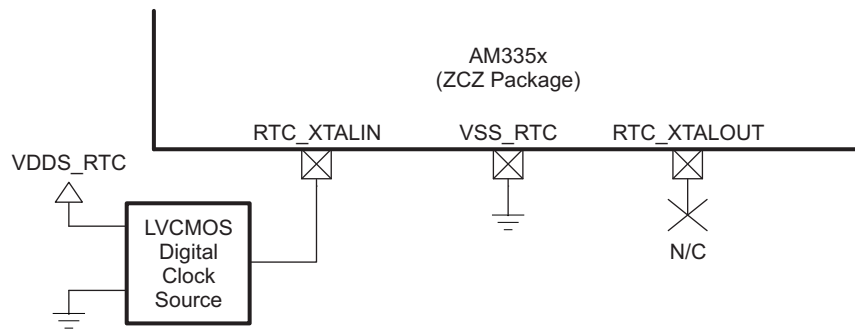 AM335x
(ZCZ Package)
RTC_XTALIN
VSS_RTC
RTC_XTALOUT
VDDS_RTC
LVCMOS
Digital
Clock
Source
N/C